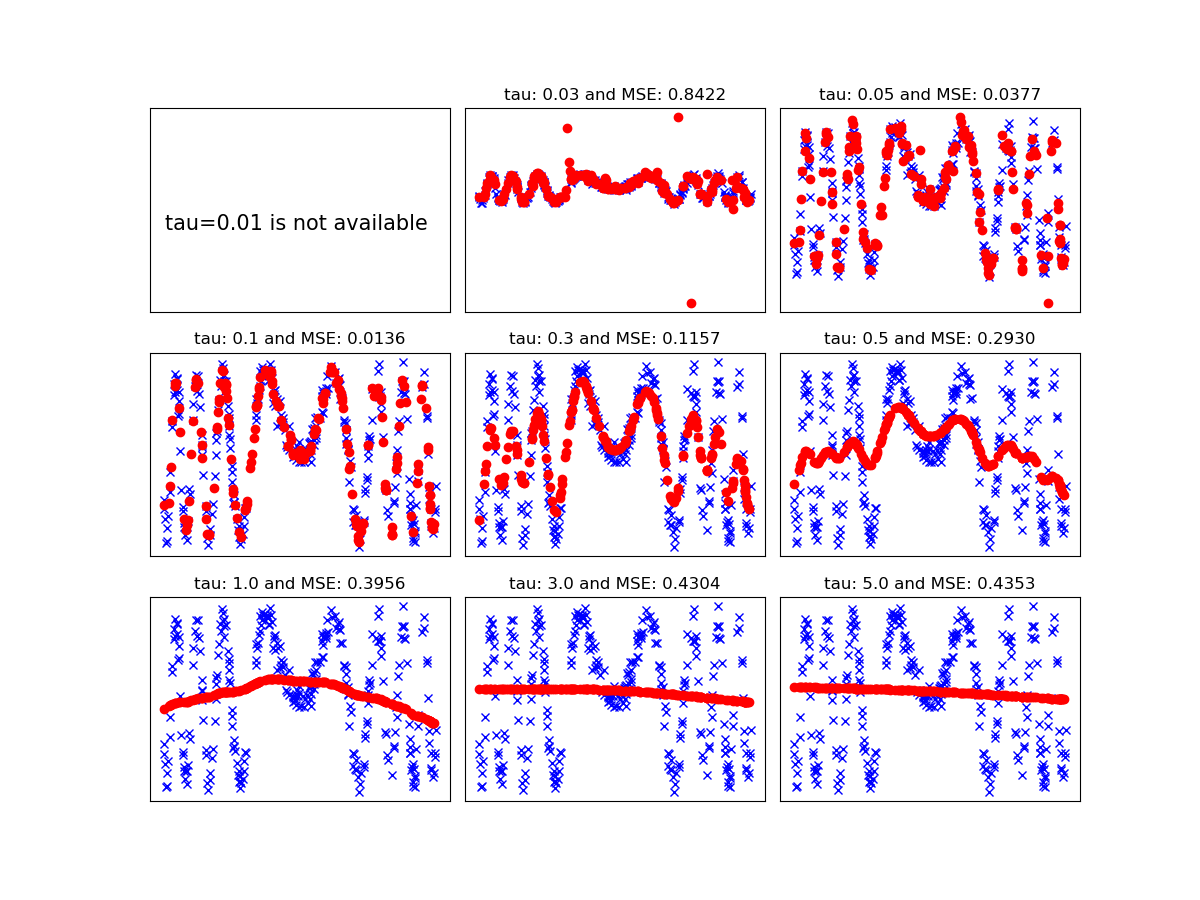 tau=0.01 is not available
tau: 0.03 and MSE: 0.8422
tau: 0.05 and MSE: 0.0377
tau: 0.1 and MSE: 0.0136
tau: 0.3 and MSE: 0.1157
tau: 0.5 and MSE: 0.2930
tau: 1.0 and MSE: 0.3956
tau: 3.0 and MSE: 0.4304
tau: 5.0 and MSE: 0.4353